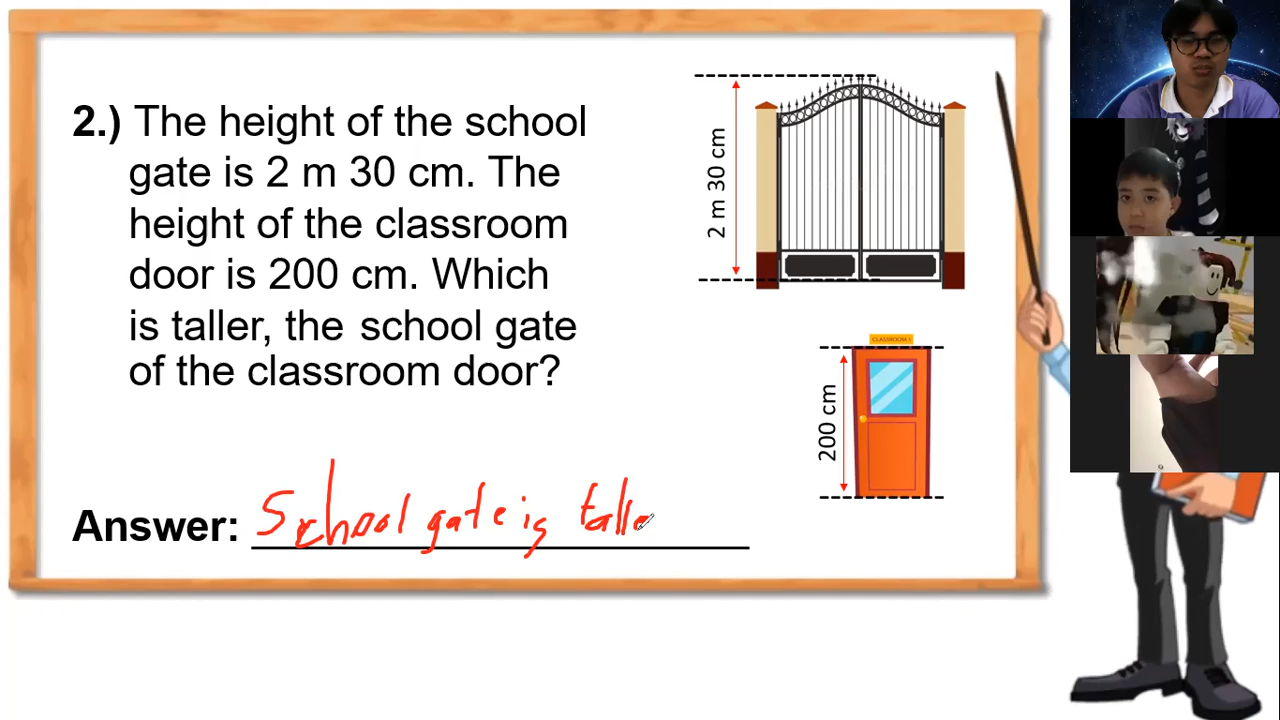 2.) The height of the school
gate is 2 m 30 cm. The
height of the classroom
door is 200 cm. Which
is taller, the school gate
of the classroom door?
Answer: School gate is talle
2 m 30 cm
CLASSROOM 1
200 cm